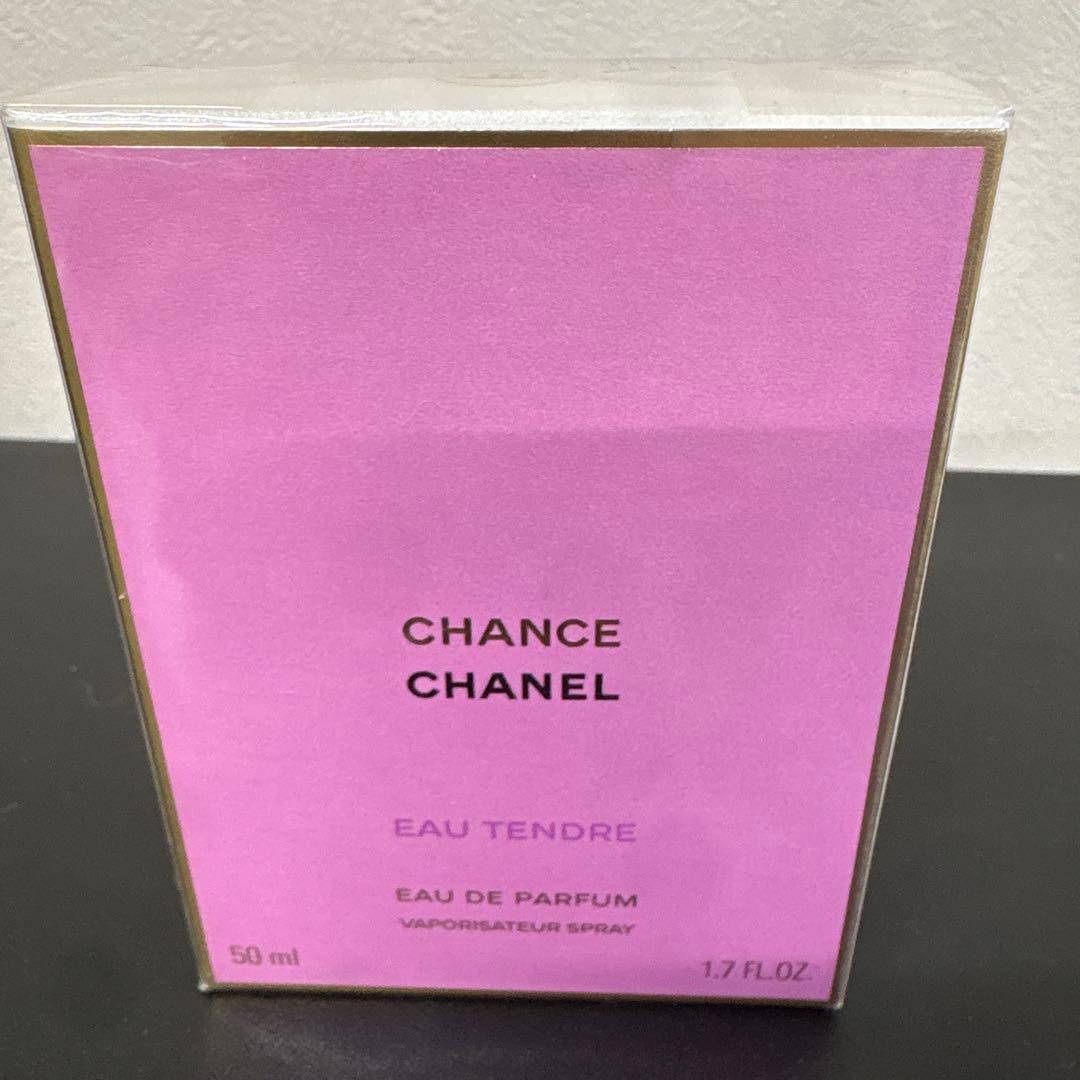 CHANCE
CHANEL
EAU TENDRE
EAU DE PARFUM
VAPORISATEUR SPRAY
50 ml
1.7 FL.OZ.